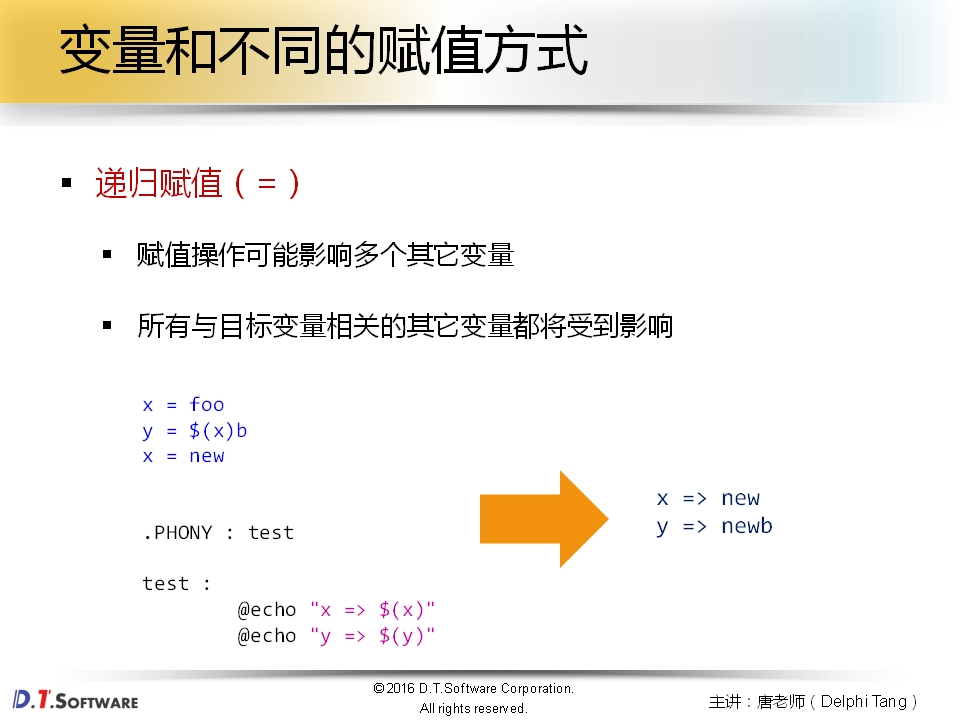 变量和不同的赋值方式
递归赋值（=）
赋值操作可能影响多个其它变量
所有与目标变量相关的其它变量都将受到影响
x = foo
y = $(x)b
x = new
.PHONY : test
test :
@echo "x => $(x)"
@echo "y => $(y)"
x => new
y => newb
D.T.SOFTWARE
©2016 D.T.Software Corporation.
All rights reserved.
主讲：唐老师（Delphi Tang）